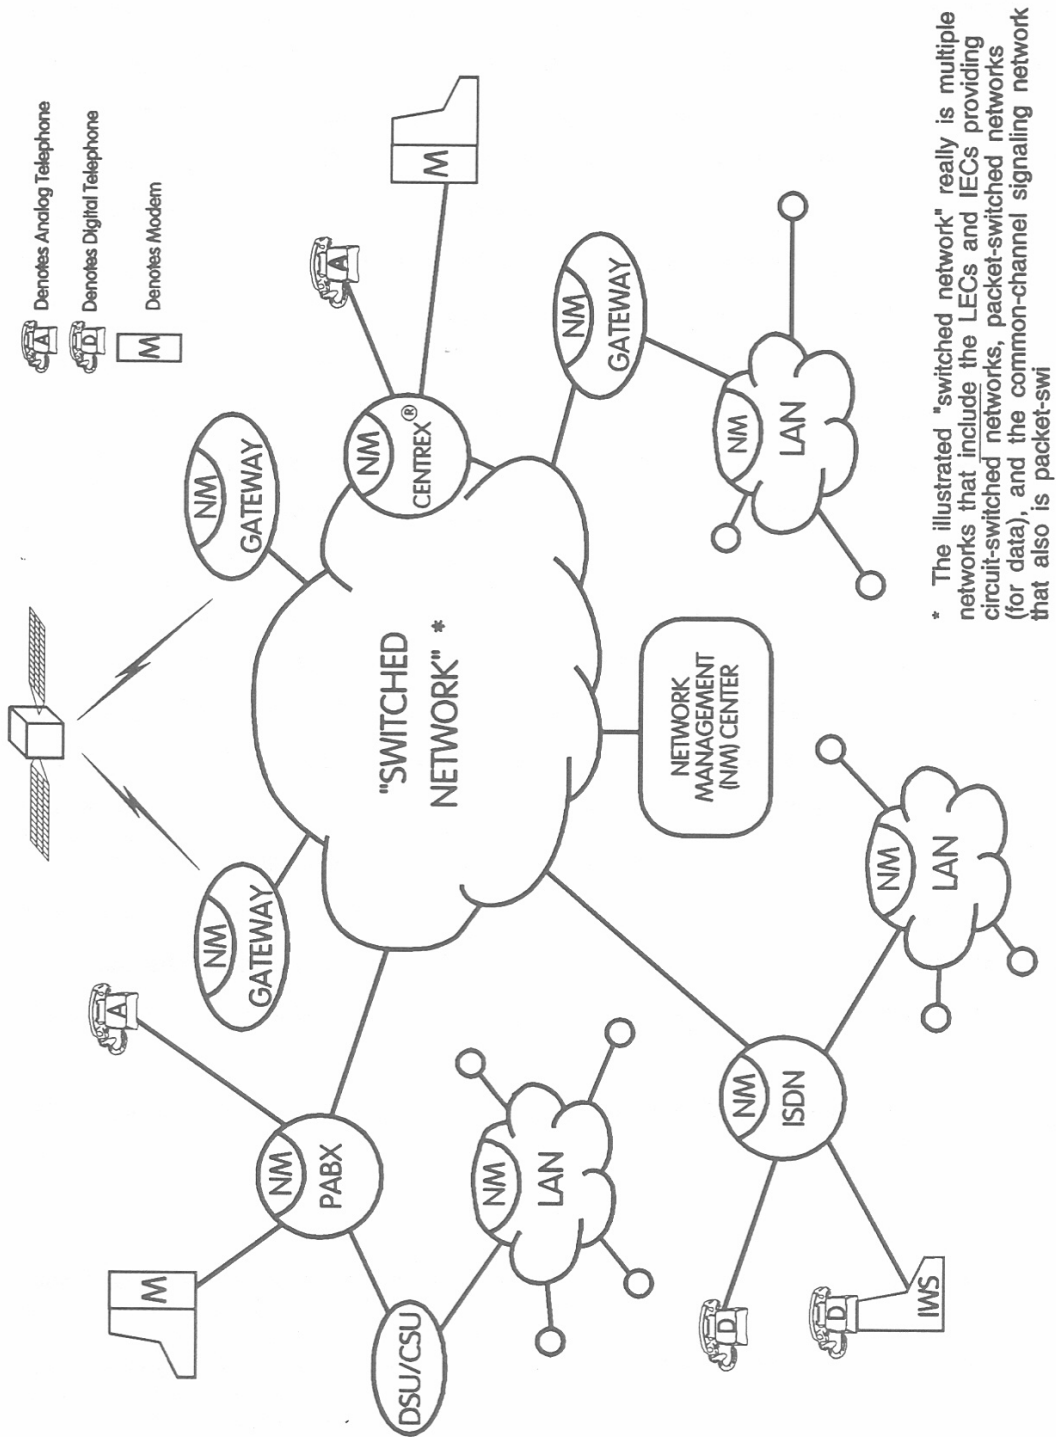 A Denotes Analog Telephone
D Denotes Digital Telephone
M Denotes Modem
M
A
NM
PABX
DSU/CSU
NM
LAN
NM
GATEWAY
NM
GATEWAY
"SWITCHED
NETWORK" *
NM
CENTREX ®
A
M
NM
GATEWAY
NM
LAN
NETWORK
MANAGEMENT
(NM) CENTER
NM
ISDN
D
D
IWS
NM
LAN
* The illustrated "switched network" really is multiple
networks that include the LECs and IECs providing
circuit-switched networks, packet-switched networks
(for data), and the common-channel signaling network
that also is packet-swi